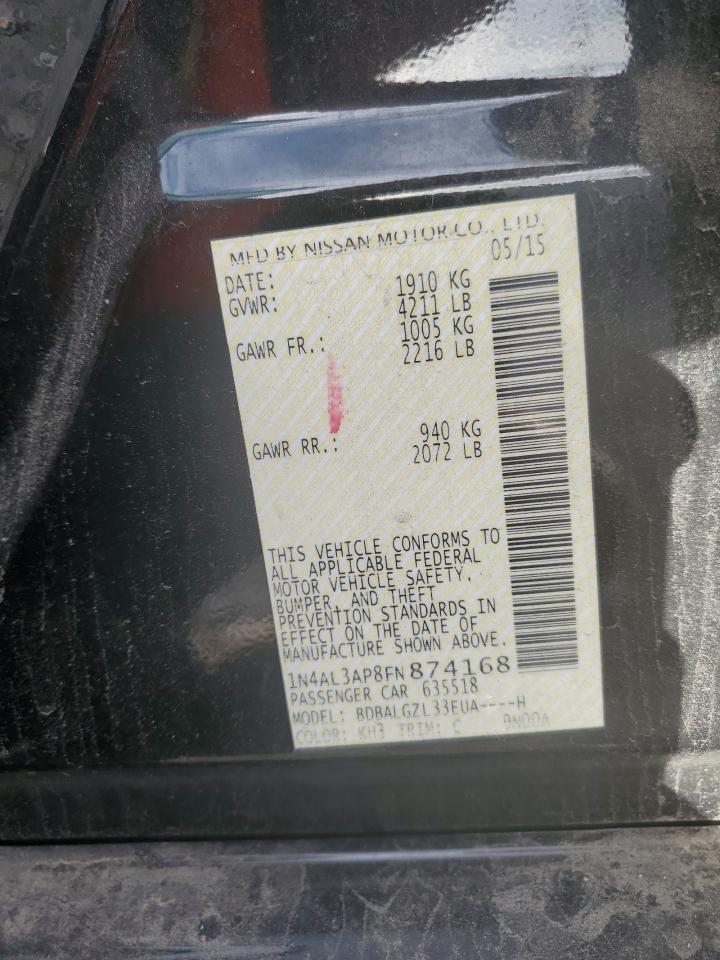 MFD BY NISSAN MOTOR CO., LTD.
DATE: 05/15
GVWR: 1910 KG
4211 LB
GAWR FR.: 1005 KG
2216 LB
GAWR RR.: 940 KG
2072 LB
THIS VEHICLE CONFORMS TO
ALL APPLICABLE FEDERAL
MOTOR VEHICLE SAFETY,
BUMPER, AND THEFT
PREVENTION STANDARDS IN
EFFECT ON THE DATE OF
MANUFACTURE SHOWN ABOVE.
1N4AL3AP8FN874168
PASSENGER CAR 635518
MODEL: BDBALGZL33EUA----H
COLOR: KH3 TRIM: C 9N00A